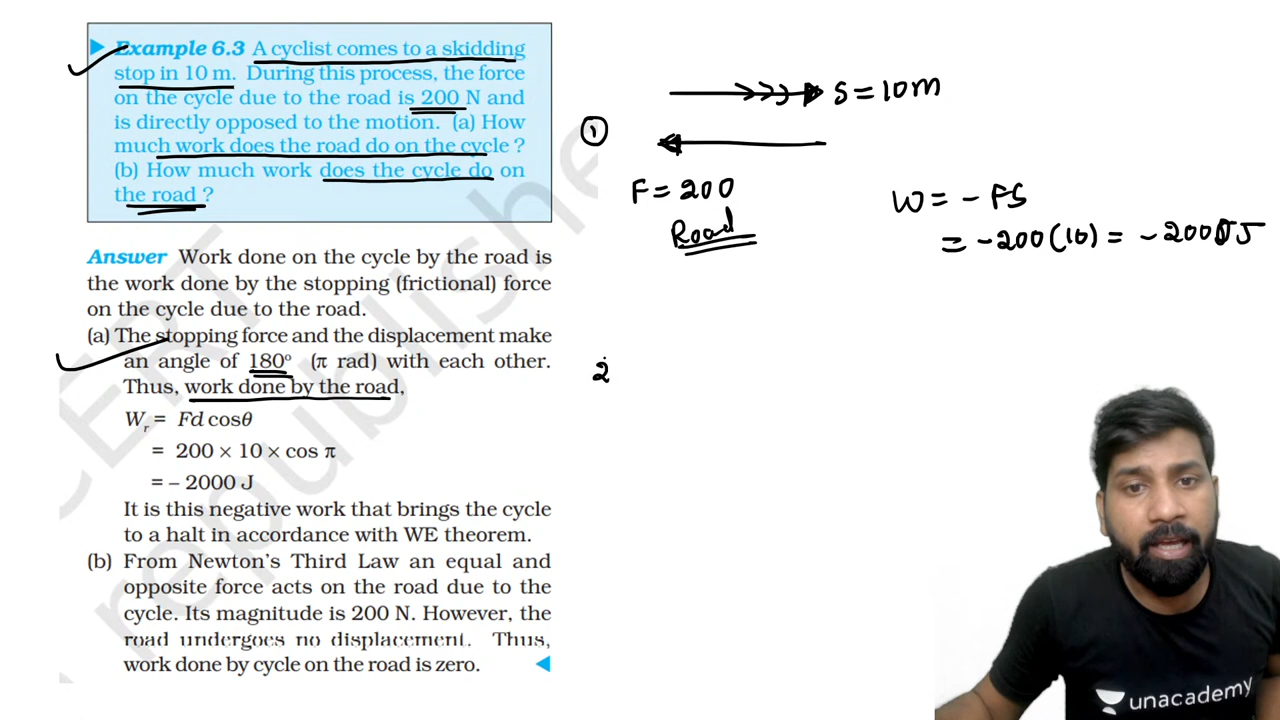 Example 6.3 A cyclist comes to a skidding
stop in 10 m. During this process, the force
on the cycle due to the road is 200 N and
is directly opposed to the motion. (a) How
much work does the road do on the cycle ?
(b) How much work does the cycle do on
the road ?
Answer Work done on the cycle by the road is
the work done by the stopping (frictional) force
on the cycle due to the road.
(a) The stopping force and the displacement make
an angle of 180° (π rad) with each other.
Thus, work done by the road,
Wr = Fd cosθ
= 200 × 10 × cos π
= – 2000 J
It is this negative work that brings the cycle
to a halt in accordance with WE theorem.
(b) From Newton's Third Law an equal and
opposite force acts on the road due to the
cycle. Its magnitude is 200 N. However, the
road undergoes no displacement. Thus,
work done by cycle on the road is zero.
S = 10m
1
F = 200
Road
W = - FS
= -200(10) = -2000J
2
unacademy